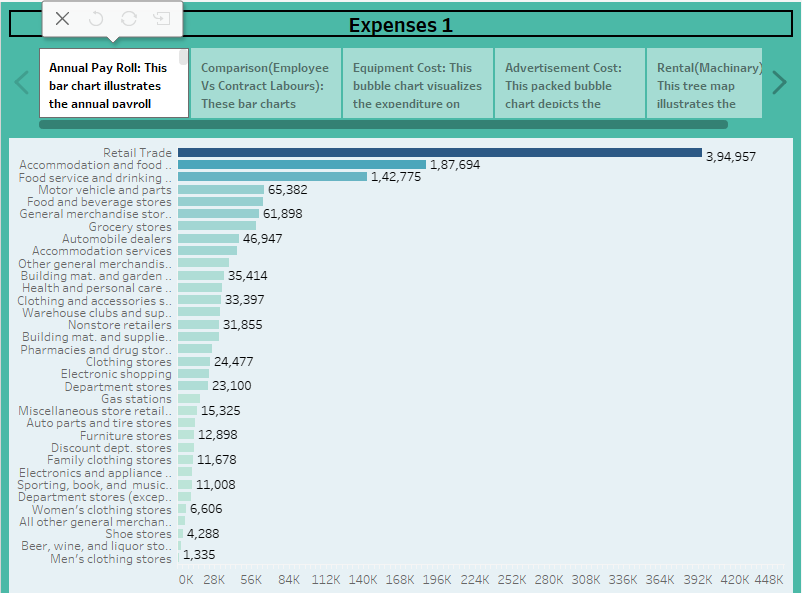 Expenses 1
Annual Pay Roll: This
bar chart illustrates
the annual payroll
Comparison(Employee
Vs Contract Labours):
These bar charts
Equipment Cost: This
bubble chart visualizes
the expenditure on
Advertisement Cost:
This packed bubble
chart depicts the
Rental(Machinary)
This tree map
illustrates the
Retail Trade 3,94,957
Accommodation and food .. 1,87,694
Food service and drinking .. 1,42,775
Motor vehicle and parts 65,382
Food and beverage stores
General merchandise stor.. 61,898
Grocery stores
Automobile dealers 46,947
Accommodation services
Other general merchandis..
Building mat. and garden .. 35,414
Health and personal care ..
Clothing and accessories s.. 33,397
Warehouse clubs and sup..
Nonstore retailers 31,855
Building mat. and supplie..
Pharmacies and drug stor..
Clothing stores 24,477
Electronic shopping
Department stores 23,100
Gas stations
Miscellaneous store retail.. 15,325
Auto parts and tire stores
Furniture stores 12,898
Discount dept. stores
Family clothing stores 11,678
Electronics and appliance ..
Sporting, book, and music.. 11,008
Department stores (excep..
Women's clothing stores 6,606
All other general merchan..
Shoe stores 4,288
Beer, wine, and liquor sto..
Men's clothing stores 1,335
0K 28K 56K 84K 112K 140K 168K 196K 224K 252K 280K 308K 336K 364K 392K 420K 448K